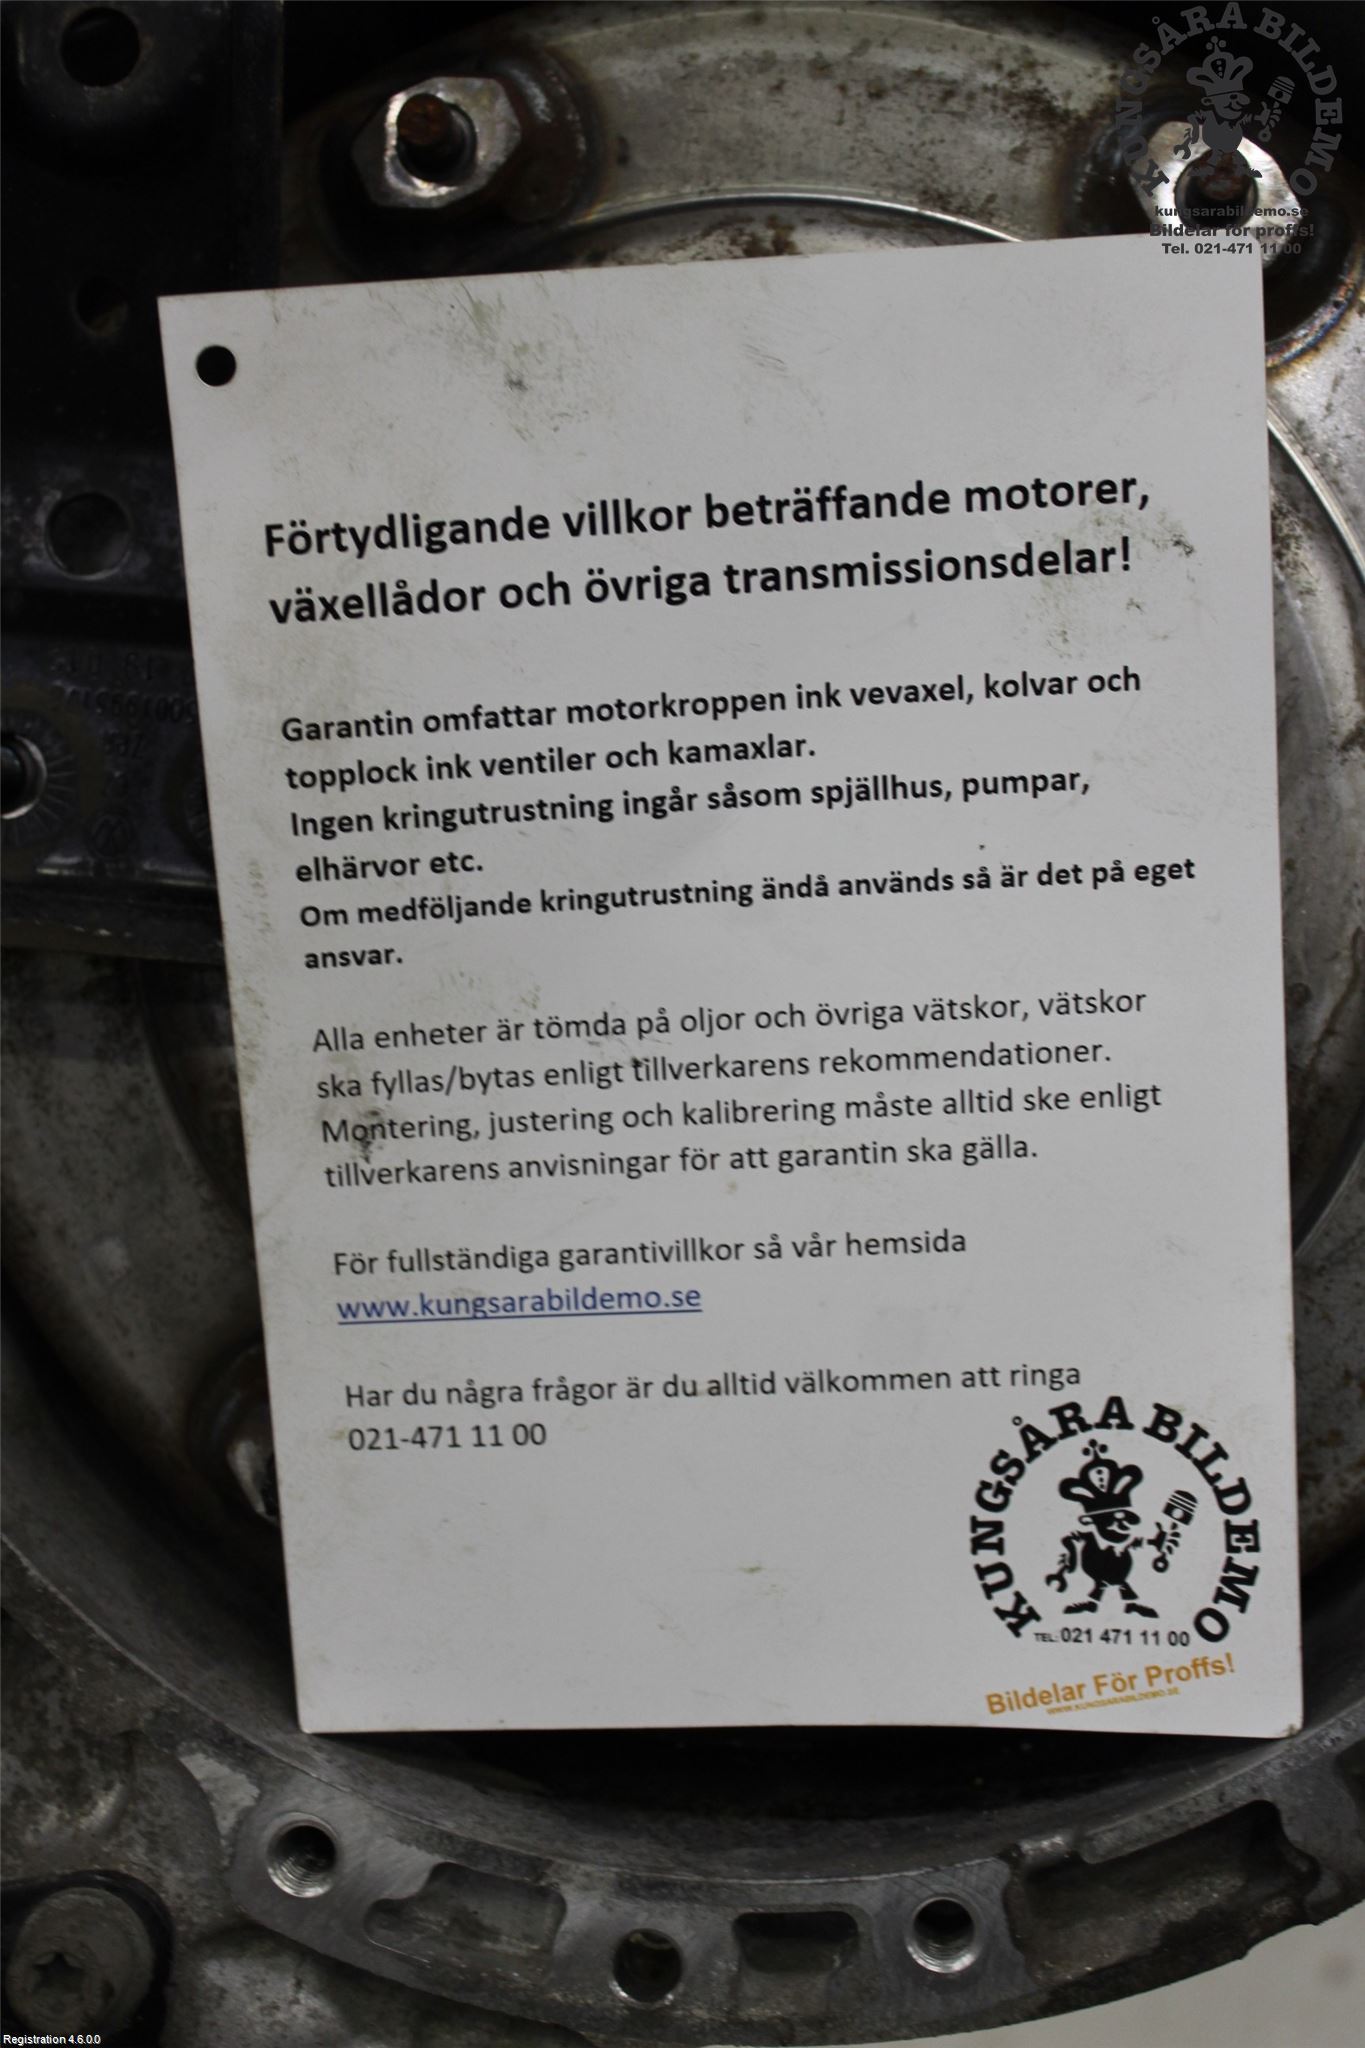 KUNGSÅRA BILDEMO
kungsarabildemo.se
Bildelar för proffs!
Tel. 021-471 11 00
Förtydligande villkor beträffande motorer,
växellådor och övriga transmissionsdelar!
Garantin omfattar motorkroppen ink vevaxel, kolvar och
topplock ink ventiler och kamaxlar.
Ingen kringutrustning ingår såsom spjällhus, pumpar,
elhärvor etc.
Om medföljande kringutrustning ändå används så är det på eget
ansvar.
Alla enheter är tömda på oljor och övriga vätskor, vätskor
ska fyllas/bytas enligt tillverkarens rekommendationer.
Montering, justering och kalibrering måste alltid ske enligt
tillverkarens anvisningar för att garantin ska gälla.
För fullständiga garantivillkor så vår hemsida
www.kungsarabildemo.se
Har du några frågor är du alltid välkommen att ringa
021-471 11 00
KUNGSÅRA BILDEMO
TEL: 021 471 11 00
Bildelar För Proffs!
WWW.KUNGSARABILDEMO.SE
Registration 4.6.0.0